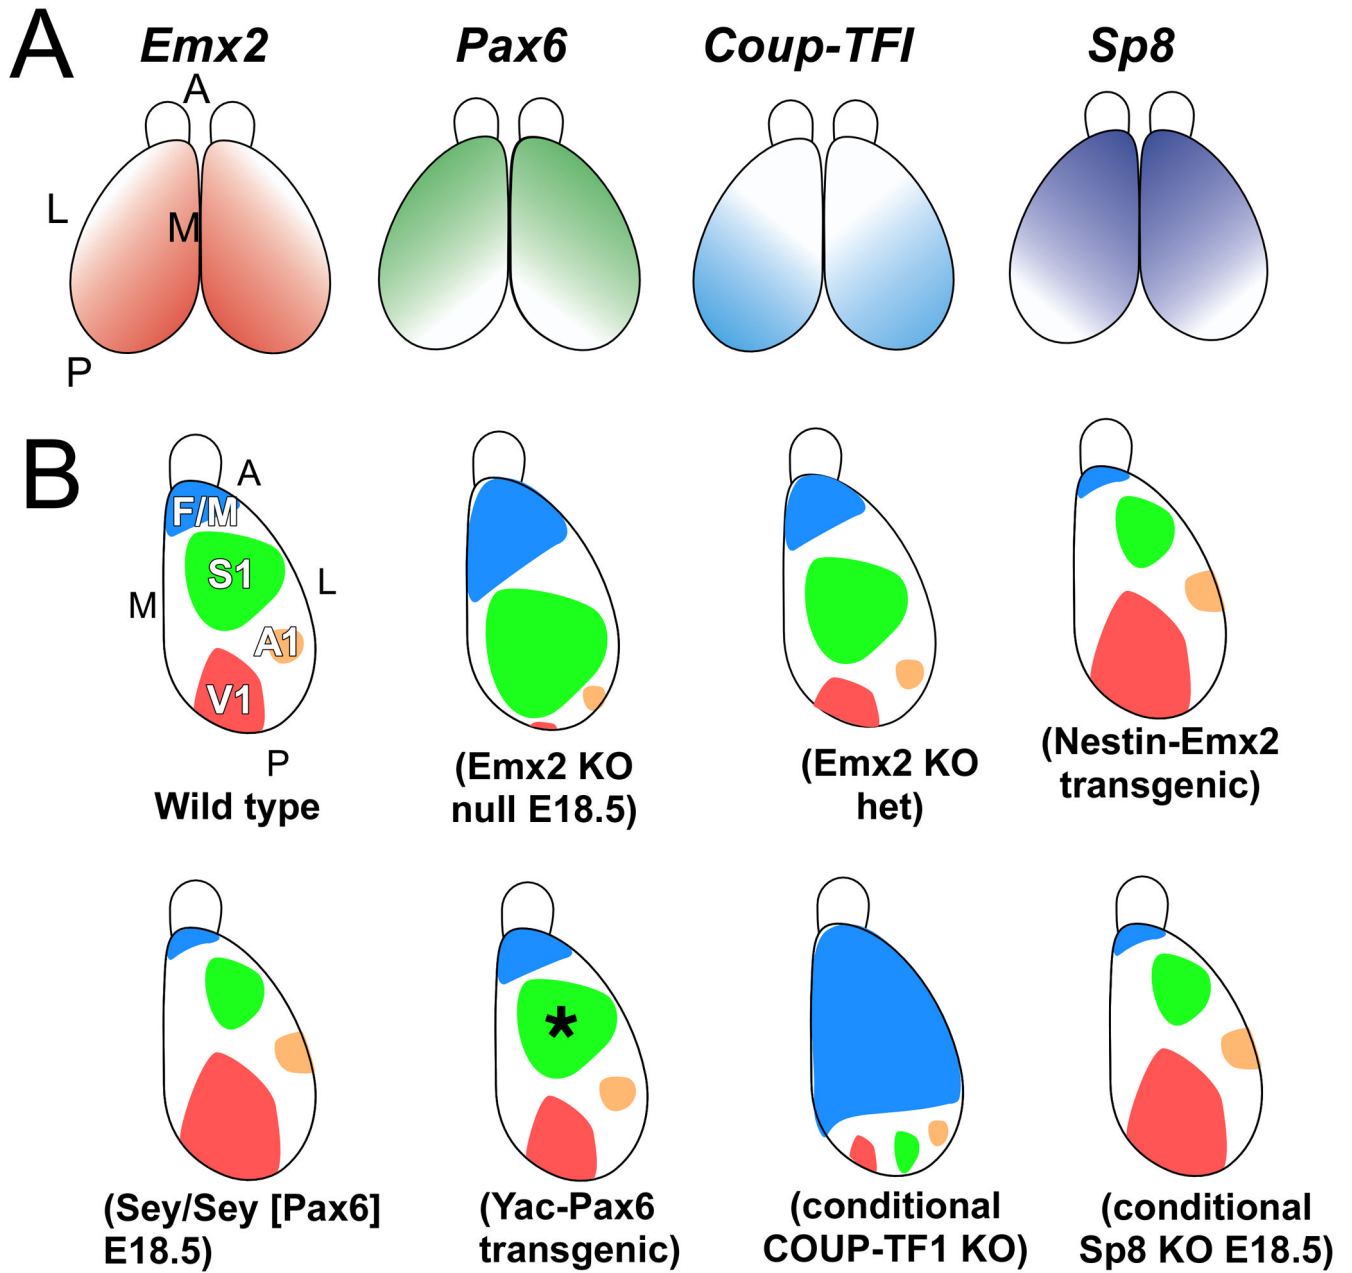 A
Emx2 Pax6 Coup-TFI Sp8
A
L
M
P
B
A
F/M
S1
L
M
A1
V1
P
Wild type
(Emx2 KO
null E18.5)
(Emx2 KO
het)
(Nestin-Emx2
transgenic)
*
(Sey/Sey [Pax6]
E18.5)
(Yac-Pax6
transgenic)
(conditional
COUP-TF1 KO)
(conditional
Sp8 KO E18.5)